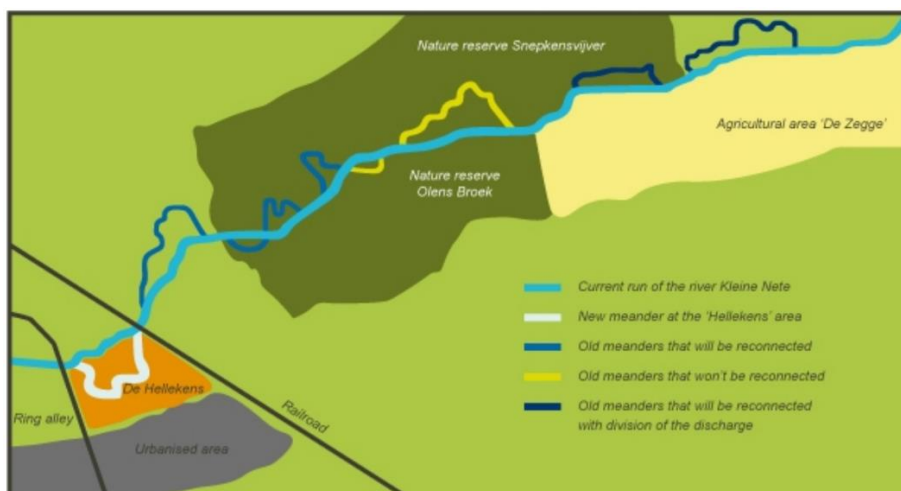 Nature reserve Snepkensvijver
Agricultural area 'De Zegge'
Nature reserve
Olens Broek
Current run of the river Kleine Nete
New meander at the 'Hellekens' area
Old meanders that will be reconnected
Old meanders that won't be reconnected
Old meanders that will be reconnected
with division of the discharge
De Hellekens
Ring alley
Railroad
Urbanised area